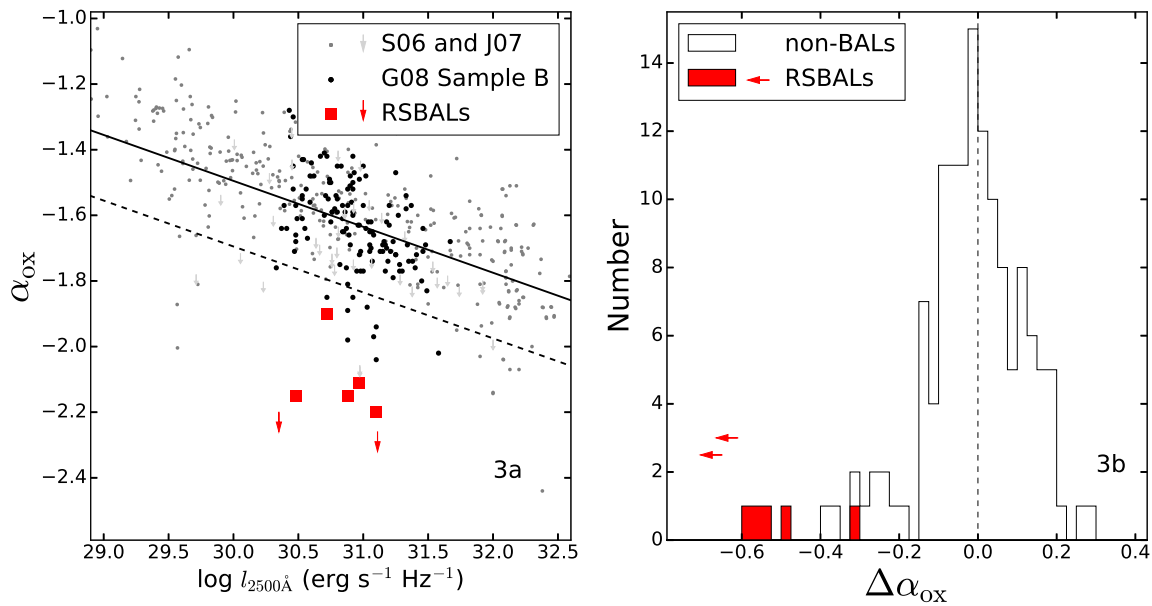 −1.0
−1.2
−1.4
−1.6
−1.8
−2.0
−2.2
−2.4
α_OX
S06 and J07
G08 Sample B
RSBALs
3a
29.0 29.5 30.0 30.5 31.0 31.5 32.0 32.5
log l_2500Å (erg s⁻¹ Hz⁻¹)
14
12
10
8
6
4
2
0
Number
non-BALs
RSBALs
3b
−0.6 −0.4 −0.2 0.0 0.2 0.4
Δα_OX